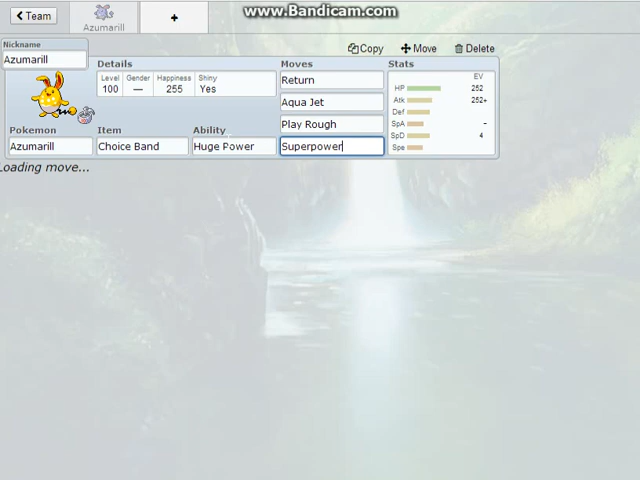 www.Bandicam.com
Team
Azumarill
+
Nickname
Azumarill
Copy
Move
Delete
Details
Level Gender Happiness Shiny
100 — 255 Yes
Moves
Return
Aqua Jet
Play Rough
Superpower
Stats
EV
HP 252
Atk 252+
Def
SpA -
SpD 4
Spe
Pokemon
Azumarill
Item
Choice Band
Ability
Huge Power
Loading move...